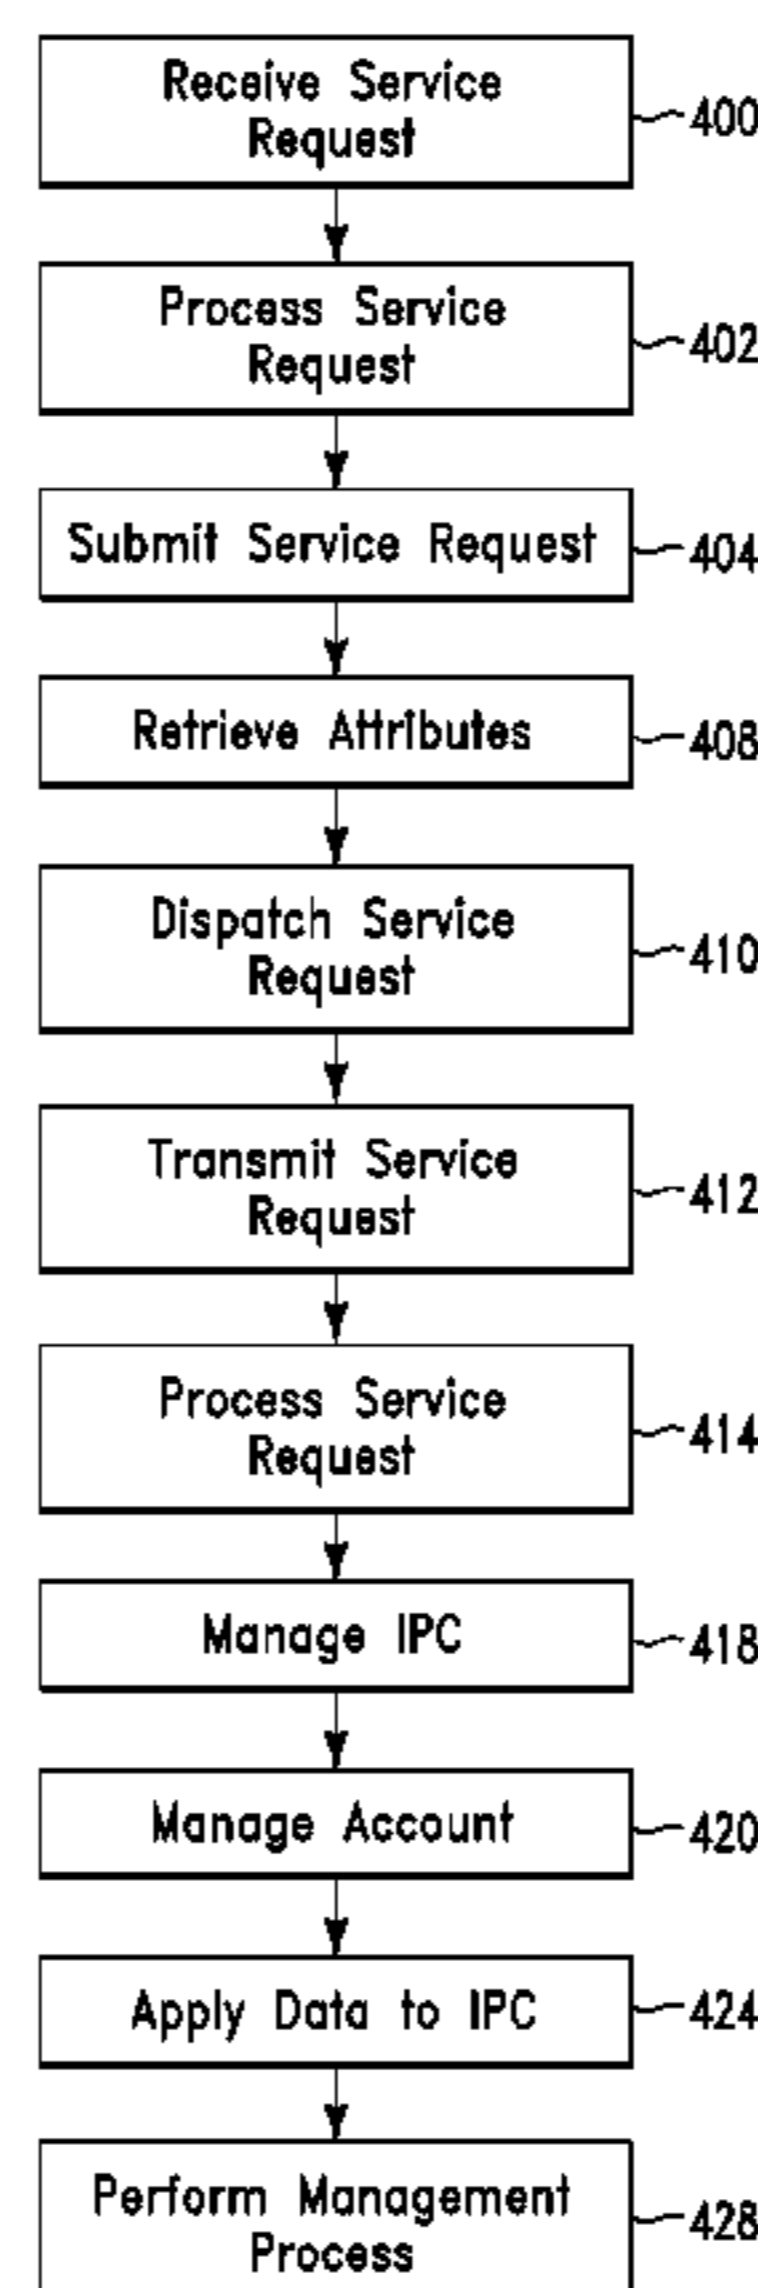 Receive Service
Request
400
Process Service
Request
402
Submit Service Request
404
Retrieve Attributes
408
Dispatch Service
Request
410
Transmit Service
Request
412
Process Service
Request
414
Manage IPC
418
Manage Account
420
Apply Data to IPC
424
Perform Management
Process
428